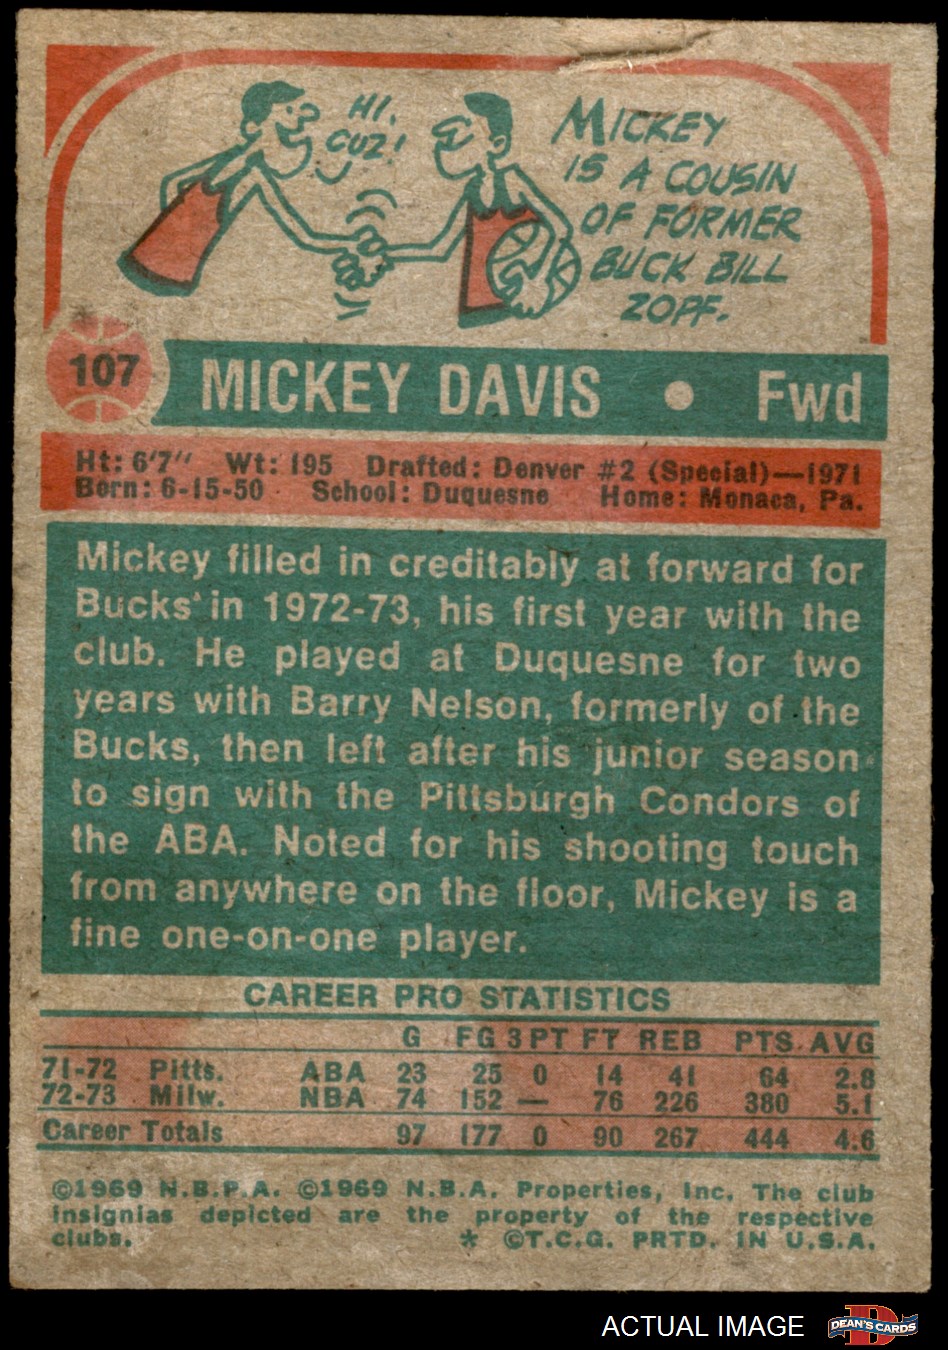 HI,
CUZ!
MICKEY
IS A COUSIN
OF FORMER
BUCK BILL
ZOPF.
107
MICKEY DAVIS • Fwd
Ht: 6'7" Wt: 195 Drafted: Denver #2 (Special)—1971
Born: 6-15-50 School: Duquesne Home: Monaca, Pa.
Mickey filled in creditably at forward for
Bucks in 1972-73, his first year with the
club. He played at Duquesne for two
years with Barry Nelson, formerly of the
Bucks, then left after his junior season
to sign with the Pittsburgh Condors of
the ABA. Noted for his shooting touch
from anywhere on the floor, Mickey is a
fine one-on-one player.
CAREER PRO STATISTICS
G FG 3PT FT REB PTS. AVG
71-72 Pitts. ABA 23 25 0 14 41 64 2.8
72-73 Milw. NBA 74 152 — 76 226 380 5.1
Career Totals 97 177 0 90 267 444 4.6
©1969 N.B.P.A. ©1969 N.B.A. Properties, Inc. The club
insignias depicted are the property of the respective
clubs. * ©T.C.G. PRTD. IN U.S.A.
ACTUAL IMAGE
D
DEAN'S CARDS